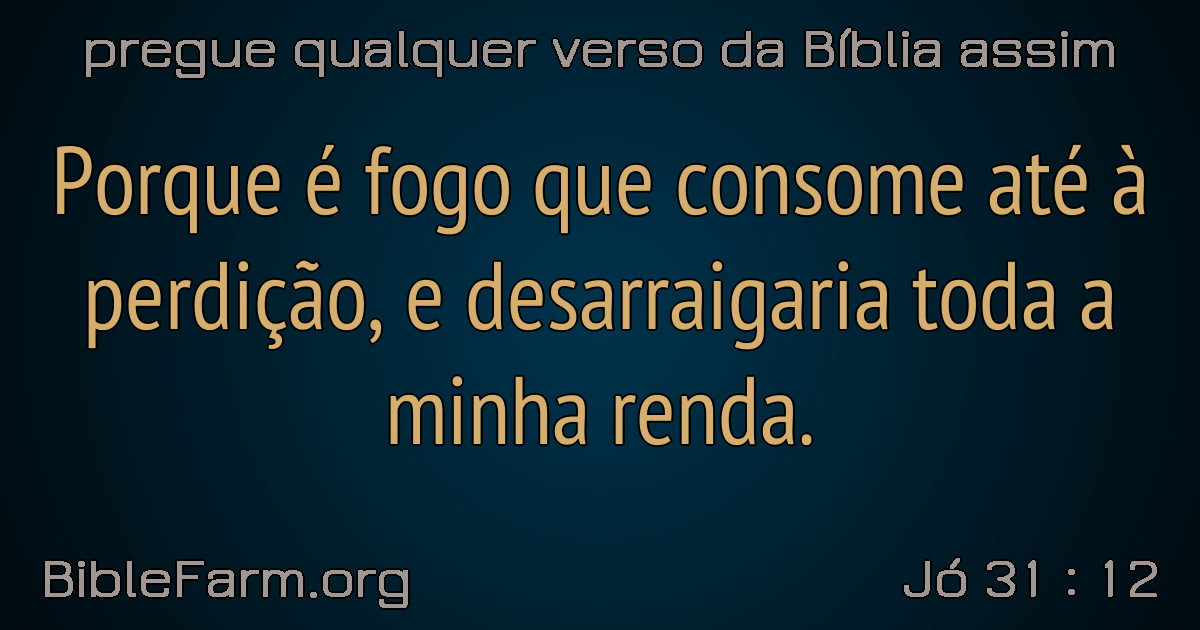 pregue qualquer verso da Bíblia assim
Porque é fogo que consome até à
perdição, e desarraigaria toda a
minha renda.
BibleFarm.org
Jó 31 : 12